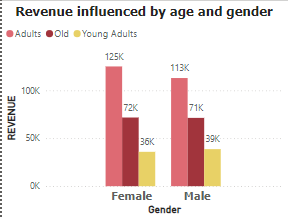 Revenue influenced by age and gender
Adults Old Young Adults
125K
113K
100K
72K
71K
50K
36K
39K
0K
REVENUE
Female Male
Gender